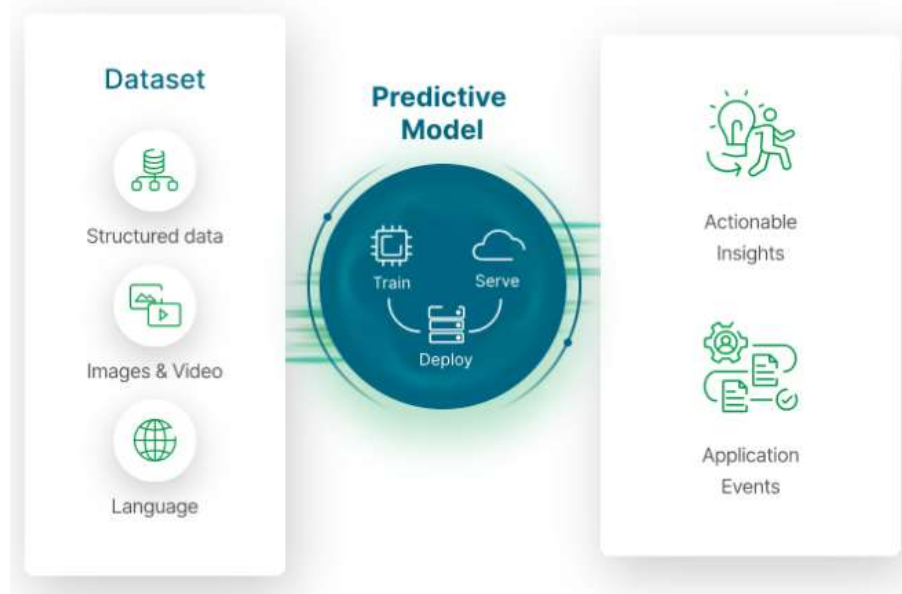 Dataset
Structured data
Images & Video
Language
Predictive
Model
Train
Serve
Deploy
Actionable
Insights
Application
Events